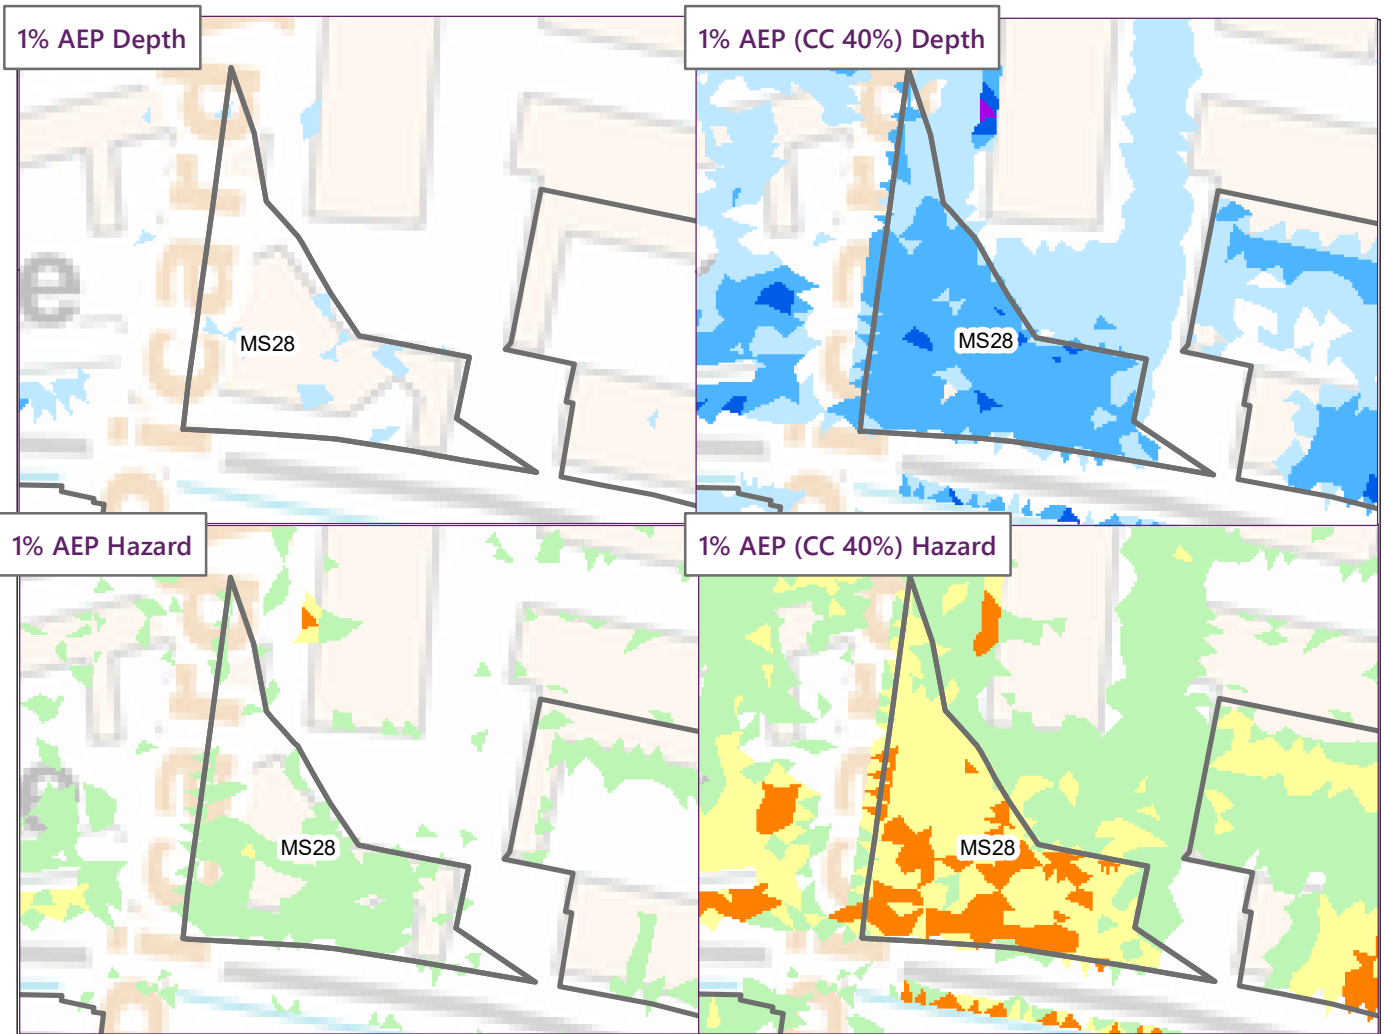 1% AEP Depth
1% AEP (CC 40%) Depth
e
MS28
MS28
1% AEP Hazard
1% AEP (CC 40%) Hazard
MS28
MS28